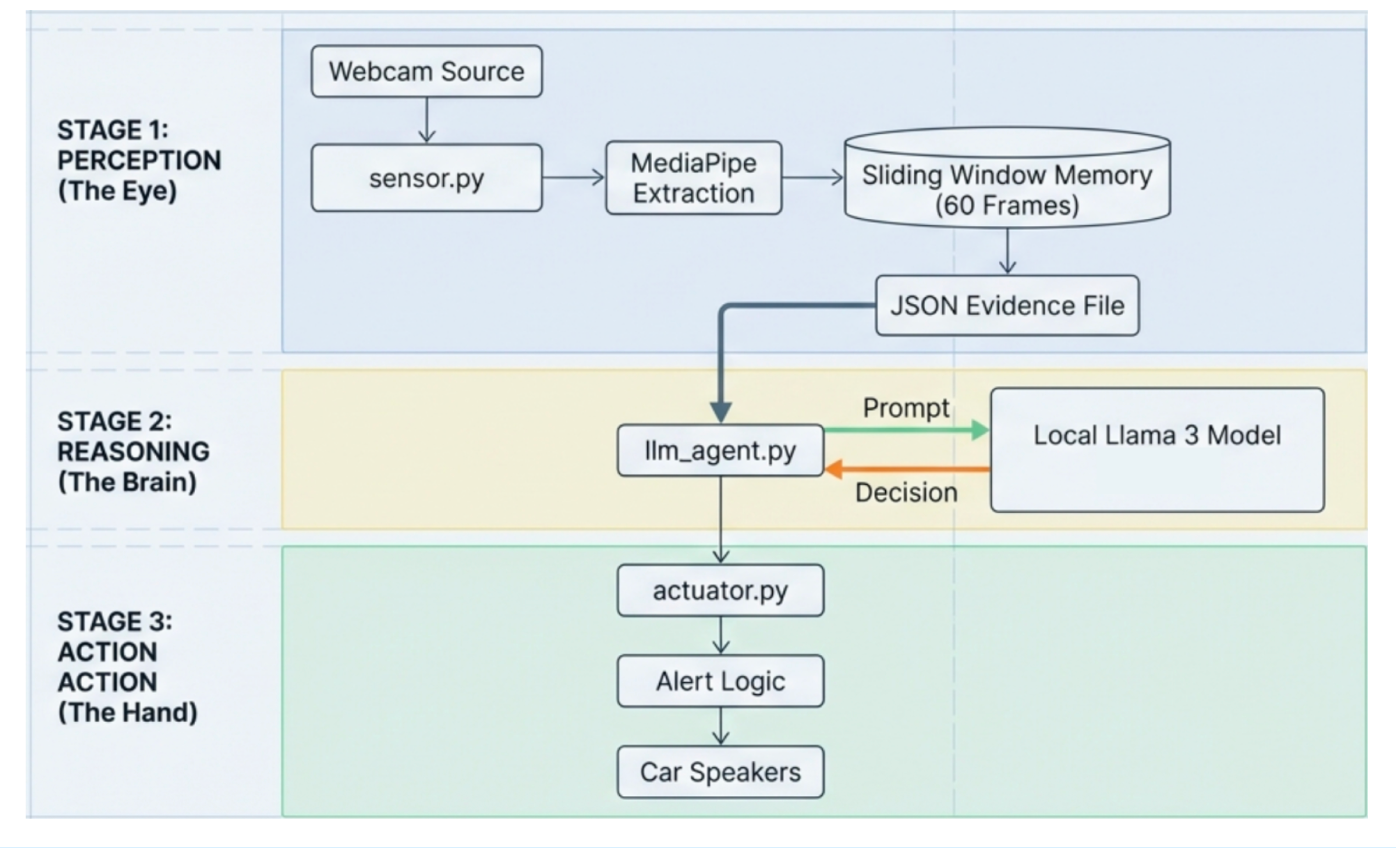 Webcam Source
STAGE 1:
PERCEPTION
(The Eye)
sensor.py
MediaPipe
Extraction
Sliding Window Memory
(60 Frames)
JSON Evidence File
STAGE 2:
REASONING
(The Brain)
llm_agent.py
Prompt
Decision
Local Llama 3 Model
STAGE 3:
ACTION
ACTION
(The Hand)
actuator.py
Alert Logic
Car Speakers